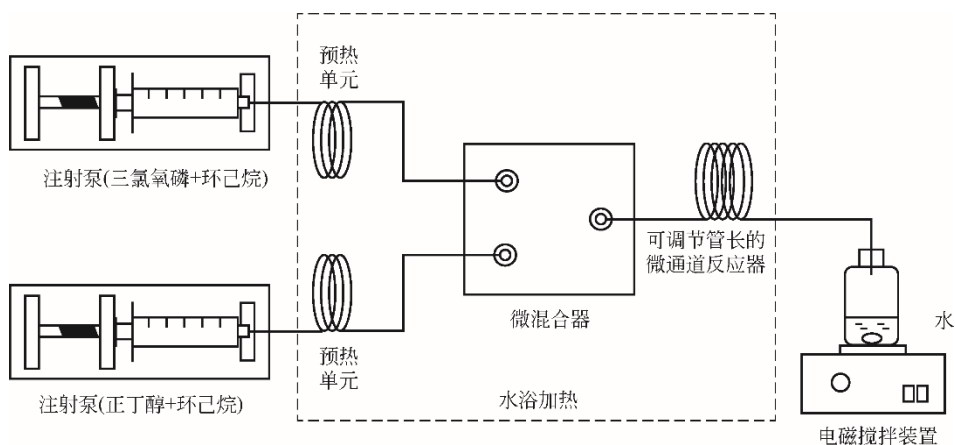 预热
单元
注射泵(三氯氧磷+环己烷)
可调节管长的
微通道反应器
微混合器
水
预热
单元
注射泵(正丁醇+环己烷)
水浴加热
电磁搅拌装置